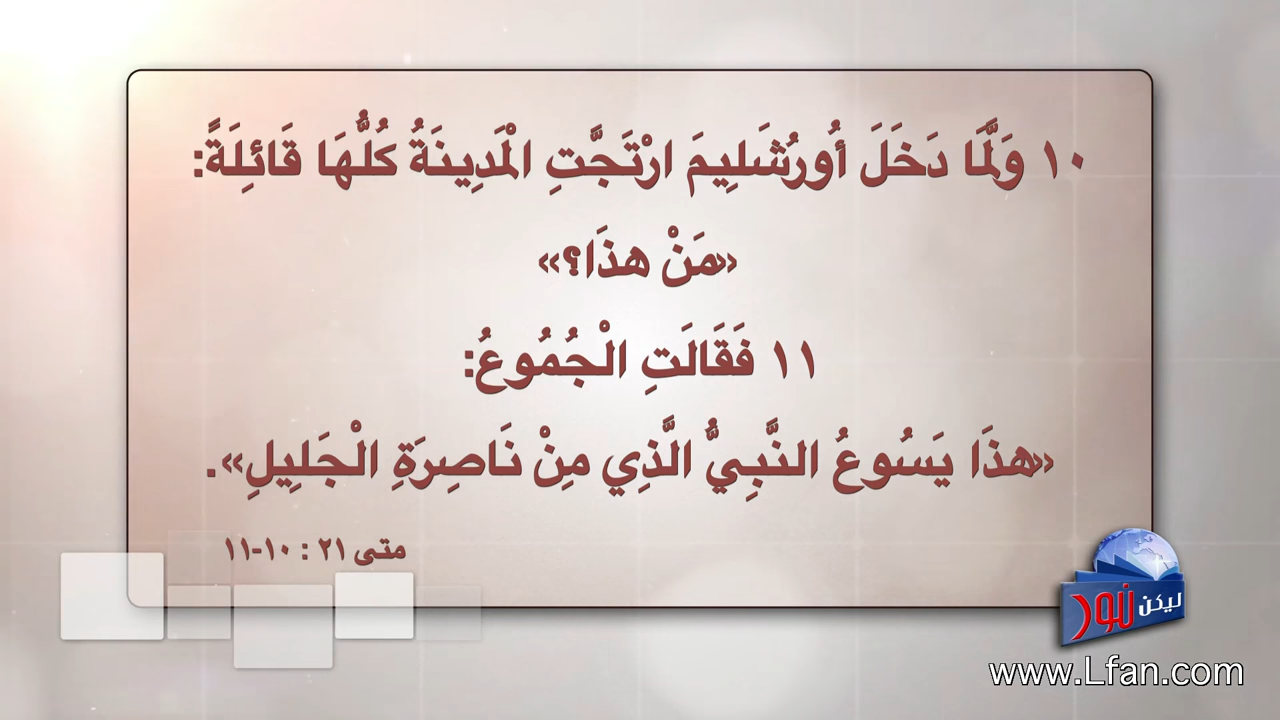 ١٠ وَلَمَّا دَخَلَ أُورُشَلِيمَ ارْتَجَّتِ الْمَدِينَةُ كُلُّهَا قَائِلَةً:
«مَنْ هذَا؟»
١١ فَقَالَتِ الْجُمُوعُ:
«هذَا يَسُوعُ النَّبِيُّ الَّذِي مِنْ نَاصِرَةِ الْجَلِيلِ».
متى ٢١ : ١٠-١١
ليكن نور
www.Lfan.com